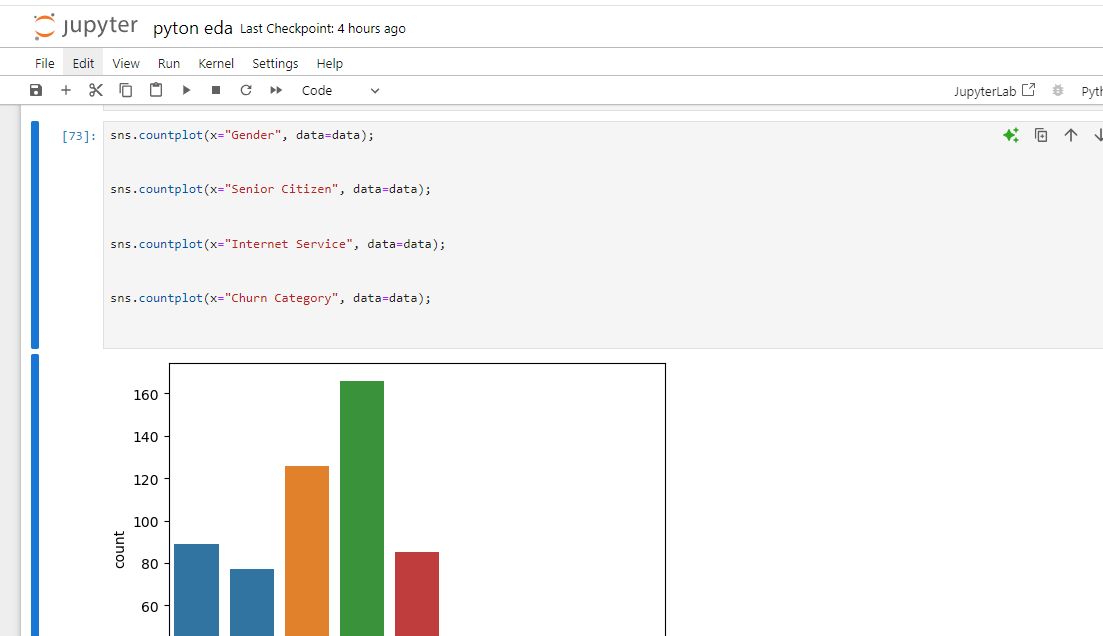 jupyter pyton eda Last Checkpoint: 4 hours ago
File Edit View Run Kernel Settings Help
Code JupyterLab Pyth
[73]: sns.countplot(x="Gender", data=data);
sns.countplot(x="Senior Citizen", data=data);
sns.countplot(x="Internet Service", data=data);
sns.countplot(x="Churn Category", data=data);
160
140
120
100
count
80
60